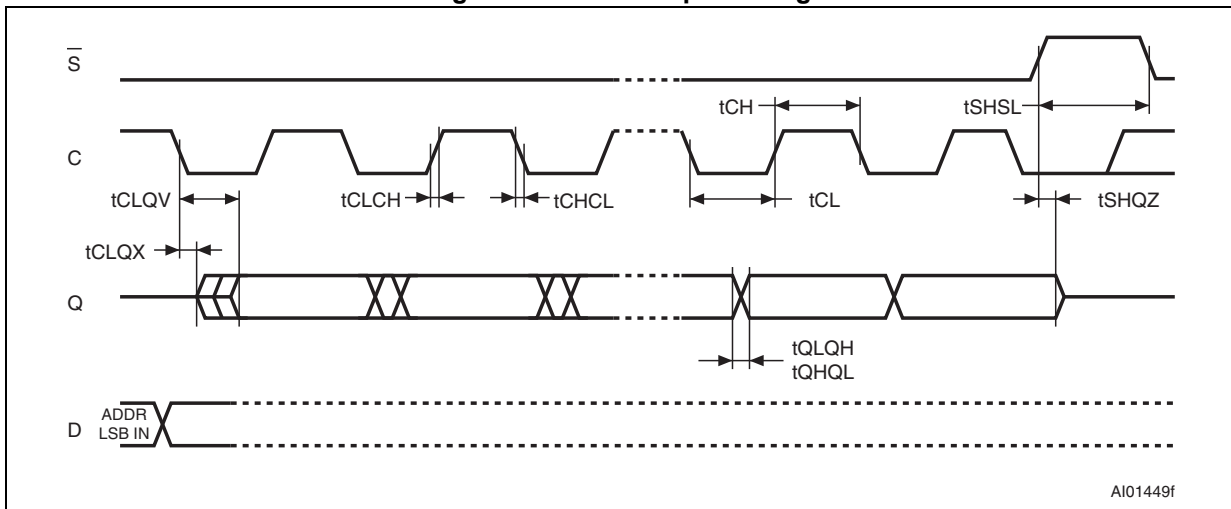 S
tCH
tSHSL
C
tCLQV
tCLCH
tCHCL
tCL
tSHQZ
tCLQX
Q
tQLQH
tQHQL
D
ADDR
LSB IN
AI01449f